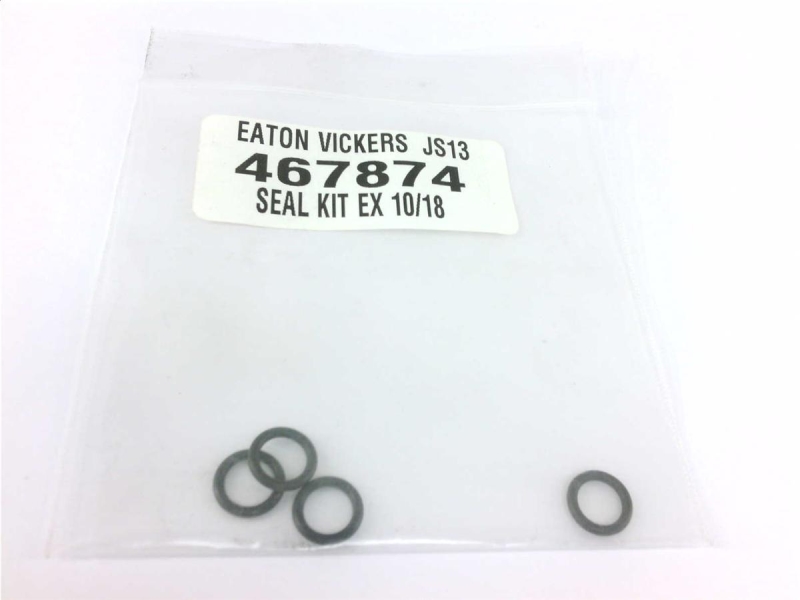 EATON VICKERS JS13
467874
SEAL KIT EX 10/18